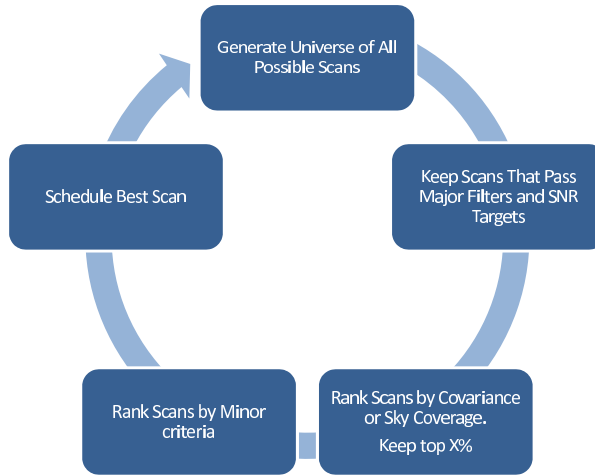 Generate Universe of All
Possible Scans
Keep Scans That Pass
Major Filters and SNR
Targets
Rank Scans by Covariance
or Sky Coverage.
Keep top X%
Rank Scans by Minor
criteria
Schedule Best Scan